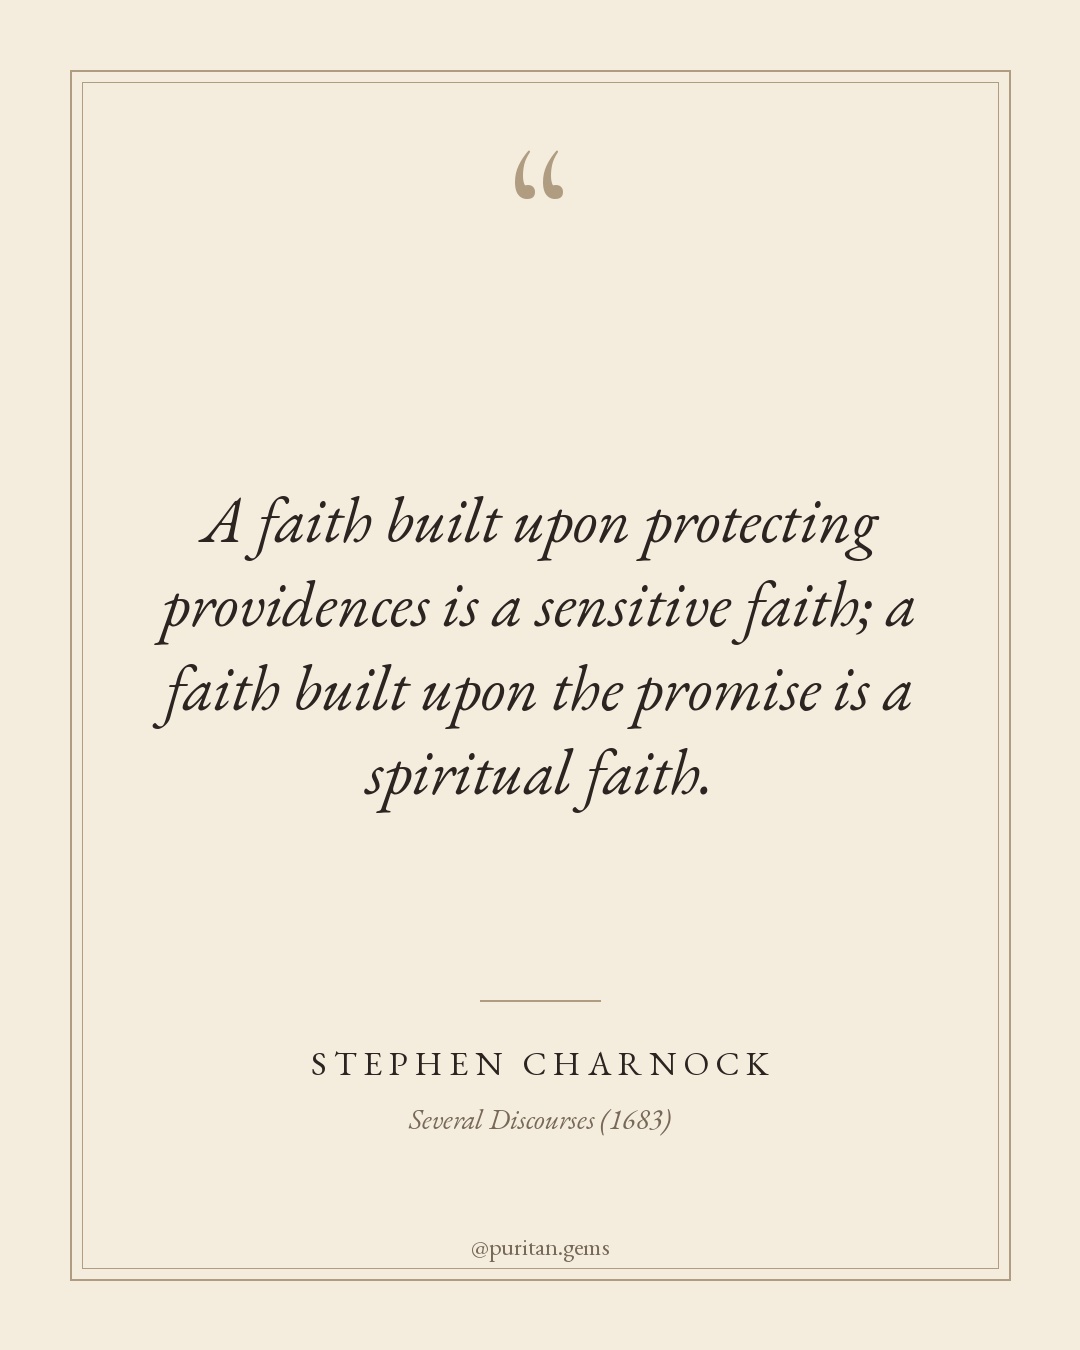 “
A faith built upon protecting
providences is a sensitive faith; a
faith built upon the promise is a
spiritual faith.
STEPHEN CHARNOCK
Several Discourses (1683)
@puritan.gems